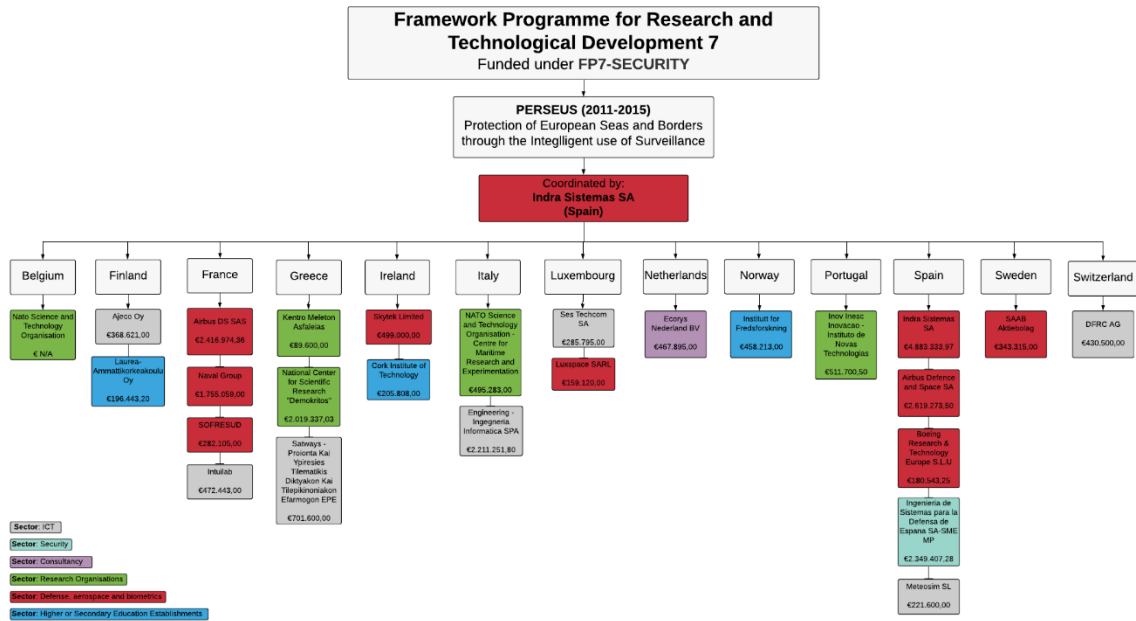 Framework Programme for Research and
Technological Development 7
Funded under FP7-SECURITY
PERSEUS (2011-2015)
Protection of European Seas and Borders
through the Integlligent use of Surveillance
Coordinated by:
Indra Sistemas SA
(Spain)
Belgium
Nato Science and
Technology
Organisation
€ N/A
Finland
Ajeco Oy
€368.621,00
Laurea-
Ammattikorkeakoulu
Oy
€196.443,20
France
Airbus DS SAS
€2.416.974,36
Naval Group
€1.755.059,00
SOFRESUD
€282.105,00
Intuilab
€472.443,00
Greece
Kentro Meleton
Asfaleias
€89.600,00
National Center for
Scientific Research
"Demokritos"
€2.019.337,03
Satways -
Proionta Kai
Ypiresies
Tilematikis
Diktyakon Kai
Tilepikinoniakon
Efarmogon EPE
€701.600,00
Ireland
Skytek Limited
€499.000,00
Cork Institute of
Technology
€205.808,00
Italy
NATO Science
and Technology
Organisation -
Centre for
Maritime
Research and
Experimentation
€495.283,00
Engineering -
Ingegneria
Informatica SPA
€2.211.251,80
Luxembourg
Ses Techcom
SA
€285.795,00
Luxspace SARL
€159.120,00
Netherlands
Ecorys
Nederland BV
€467.895,00
Norway
Institutt for
Fredsforskning
€458.213,00
Portugal
Inov Inesc
Inovacao -
Instituto de
Novas
Technologias
€511.700,50
Spain
Indra Sistemas
SA
€4.883.333,97
Airbus Defence
and Space SA
€2.619.273,50
Boeing
Research &
Technology
Europe S.L.U
€180.543,25
Ingenieria de
Sistemas para la
Defensa de
Espana SA-SME
MP
€2.349.407,28
Meteosim SL
€221.600,00
Sweden
SAAB
Aktiebolag
€343.315,00
Switzerland
DFRC AG
€430.500,00
Sector: ICT
Sector: Security
Sector: Consultancy
Sector: Research Organisations
Sector: Defense, aerospace and biometrics
Sector: Higher or Secondary Education Establishments